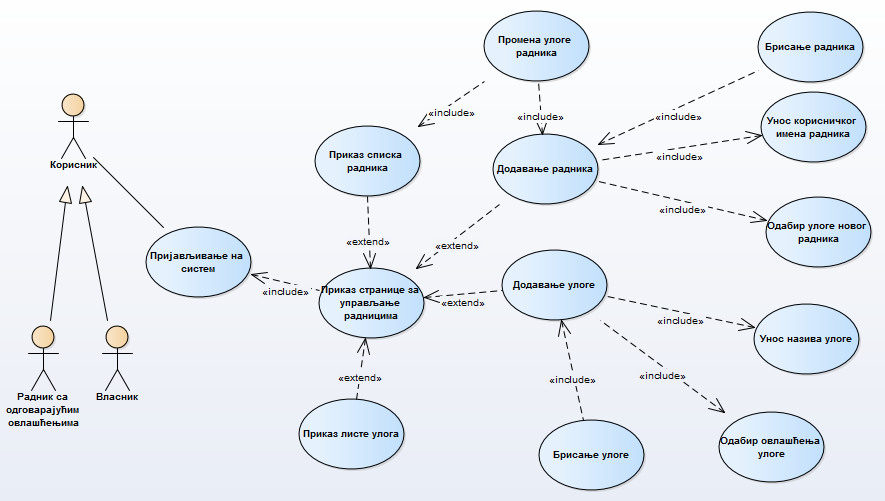 Промена улоге
радника
Брисање радника
«include»
«include»
«include»
Унос корисничког
имена радника
Корисник
Приказ списка
радника
Додавање радника
«include»
«include»
Одабир улоге новог
радника
«extend»
«extend»
Пријављивање на
систем
«include»
Приказ странице за
управљање
радницима
«extend»
Додавање улоге
«include»
Унос назива улоге
Радник са
одговарајућим
овлашћењима
Власник
«extend»
«include»
«include»
Приказ листе улога
Брисање улоге
Одабир овлашћења
улоге